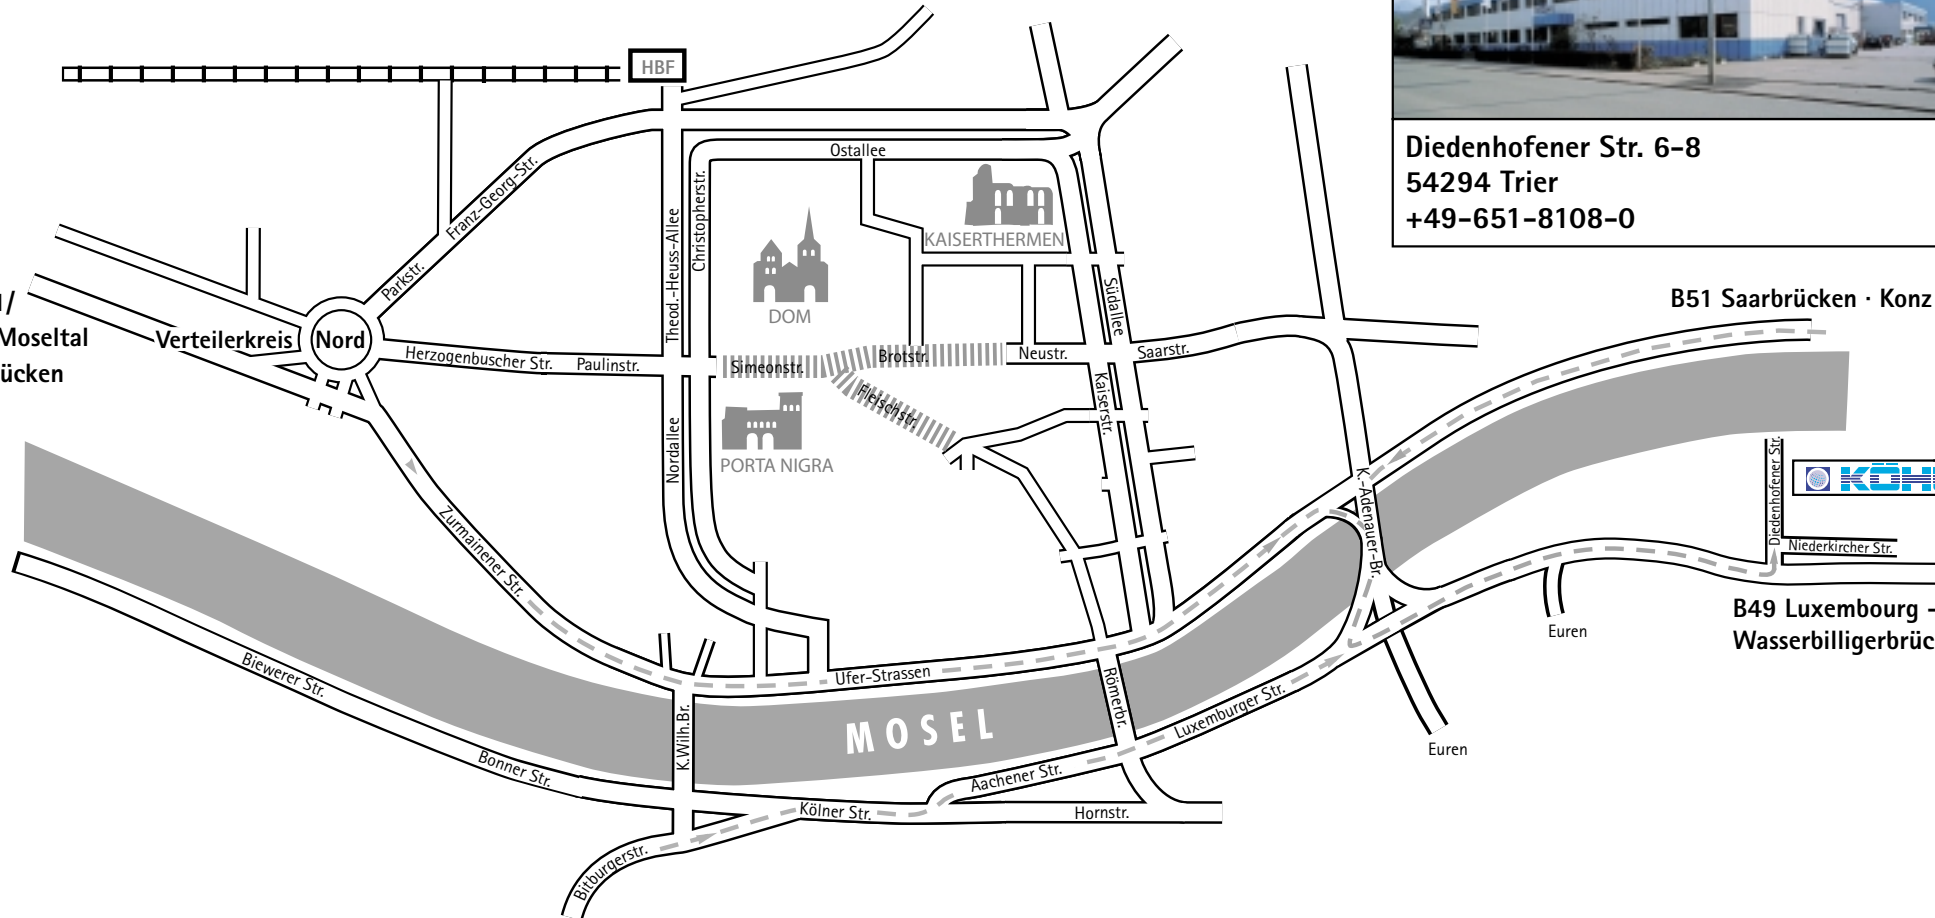 HBF
Diedenhofener Str. 6-8
54294 Trier
+49-651-8108-0
Ostallee
Franz-Georg-Str.
Parkstr.
Theod.-Heuss-Allee
Christopherstr.
KAISERTHERMEN
DOM
Südallee
B51 Saarbrücken · Konz
Moseltal
ücken
Verteilerkreis
Nord
Herzogenbuscher Str.
Paulinstr.
Simeonstr.
Brotstr.
Neustr.
Saarstr.
Fleischstr.
Kaiserstr.
Nordallee
PORTA NIGRA
K.-Adenauer-Br.
Diedenhofener Str.
KÖH
Niederkircher Str.
Zurmainener Str.
B49 Luxembourg -
Wasserbilligerbrüc
Euren
Euren
Ufer-Strassen
Römerbr.
Biewerer Str.
K.Wilh.Br.
MOSEL
Luxemburger Str.
Bonner Str.
Aachener Str.
Kölner Str.
Hornstr.
Bitburgerstr.